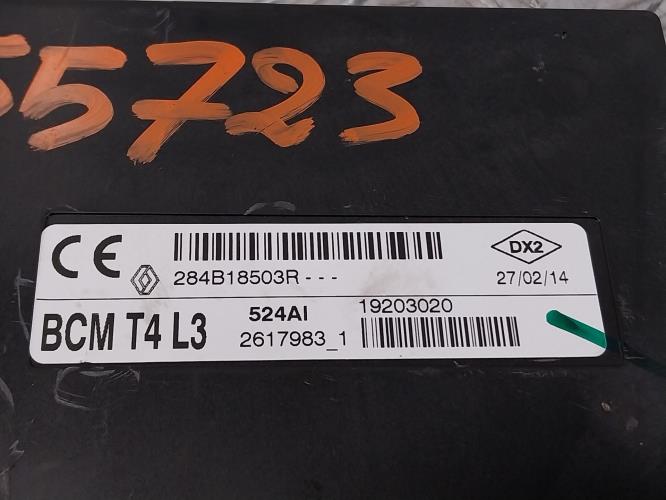 55723
CE
284B18503R---
DX2
27/02/14
BCM T4 L3
524AI
2617983_1
19203020